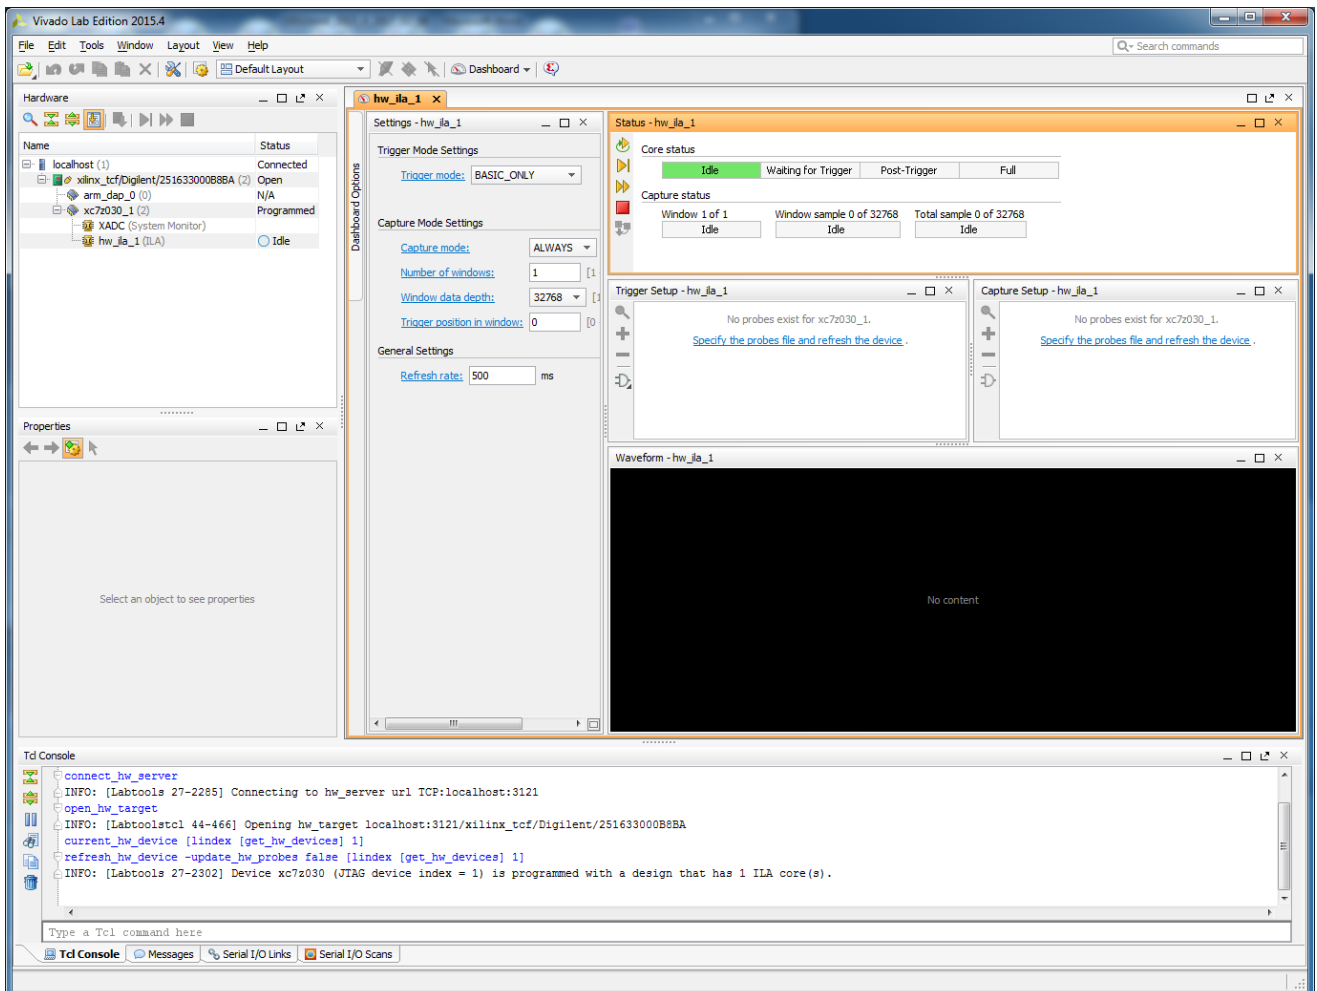 Vivado Lab Edition 2015.4
File Edit Tools Window Layout View Help
Search commands
Default Layout
Dashboard
Hardware
Name Status
localhost (1) Connected
xilinx_tcf/Digilent/251633000B8BA (2) Open
arm_dap_0 (0) N/A
xc7z030_1 (2) Programmed
XADC (System Monitor)
hw_ila_1 (ILA) Idle
Properties
Select an object to see properties
hw_ila_1
Dashboard Options
Settings - hw_ila_1
Trigger Mode Settings
Trigger mode: BASIC_ONLY
Capture Mode Settings
Capture mode: ALWAYS
Number of windows: 1 [1
Window data depth: 32768 [1
Trigger position in window: 0 [0
General Settings
Refresh rate: 500 ms
Status - hw_ila_1
Core status
Idle Waiting for Trigger Post-Trigger Full
Capture status
Window 1 of 1 Window sample 0 of 32768 Total sample 0 of 32768
Idle Idle Idle
Trigger Setup - hw_ila_1
No probes exist for xc7z030_1.
Specify the probes file and refresh the device .
Capture Setup - hw_ila_1
No probes exist for xc7z030_1.
Specify the probes file and refresh the device .
Waveform - hw_ila_1
No content
Tcl Console
connect_hw_server
INFO: [Labtools 27-2285] Connecting to hw_server url TCP:localhost:3121
open_hw_target
INFO: [Labtoolstcl 44-466] Opening hw_target localhost:3121/xilinx_tcf/Digilent/251633000B8BA
current_hw_device [lindex [get_hw_devices] 1]
refresh_hw_device -update_hw_probes false [lindex [get_hw_devices] 1]
INFO: [Labtools 27-2302] Device xc7z030 (JTAG device index = 1) is programmed with a design that has 1 ILA core(s).
Type a Tcl command here
Tcl Console Messages Serial I/O Links Serial I/O Scans